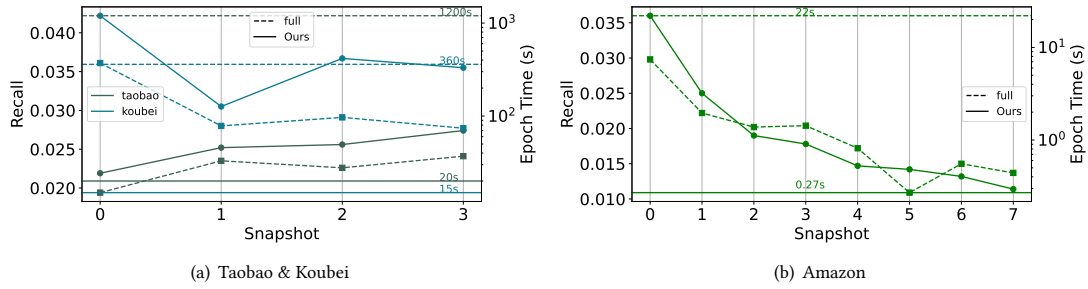 1200s
full
Ours
360s
taobao
koubei
20s
15s
0.040
0.035
0.030
0.025
0.020
Recall
10³
10²
Epoch Time (s)
0 1 2 3
Snapshot
(a) Taobao & Koubei
22s
full
Ours
0.27s
0.035
0.030
0.025
0.020
0.015
0.010
Recall
10¹
10⁰
Epoch Time (s)
0 1 2 3 4 5 6 7
Snapshot
(b) Amazon